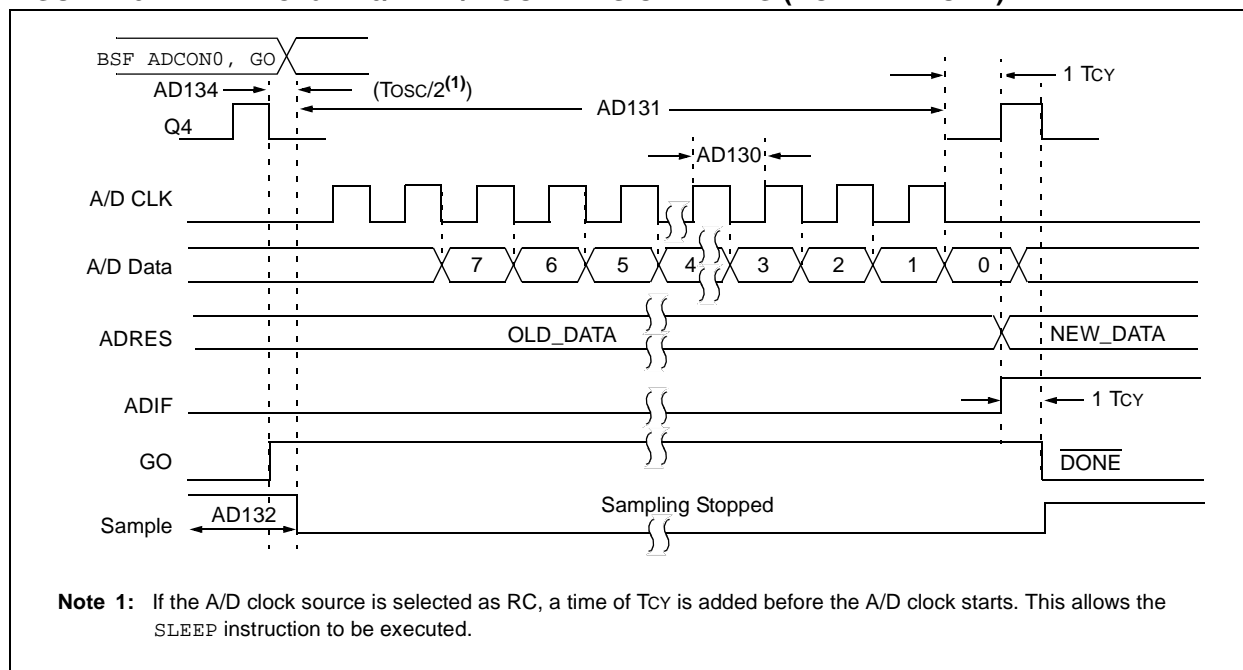 BSF ADCON0, GO
AD134
(TOSC/2(1))
AD131
1 TCY
Q4
AD130
A/D CLK
A/D Data
7 6 5 4 3 2 1 0
ADRES
OLD_DATA
NEW_DATA
ADIF
1 TCY
GO
DONE
Sampling Stopped
AD132
Sample
Note 1: If the A/D clock source is selected as RC, a time of TCY is added before the A/D clock starts. This allows the
SLEEP instruction to be executed.